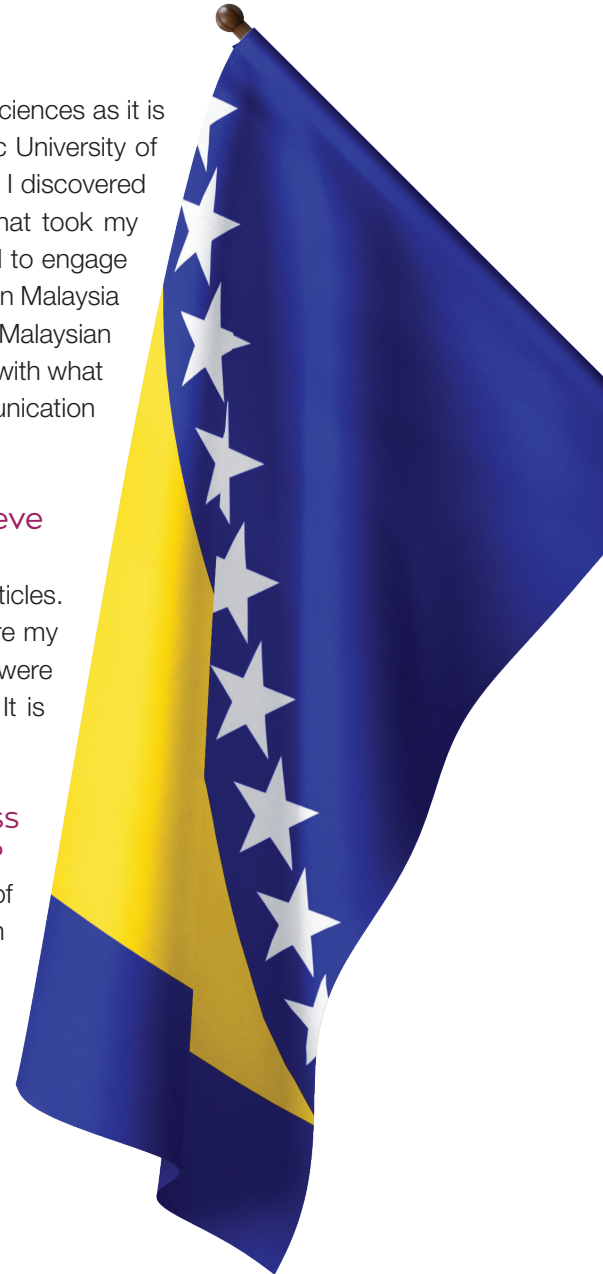 ciences as it is
c University of
I discovered
hat took my
l to engage
n Malaysia
Malaysian
with what
unication
eve
ticles.
re my
were
It is
ss
?
of
n